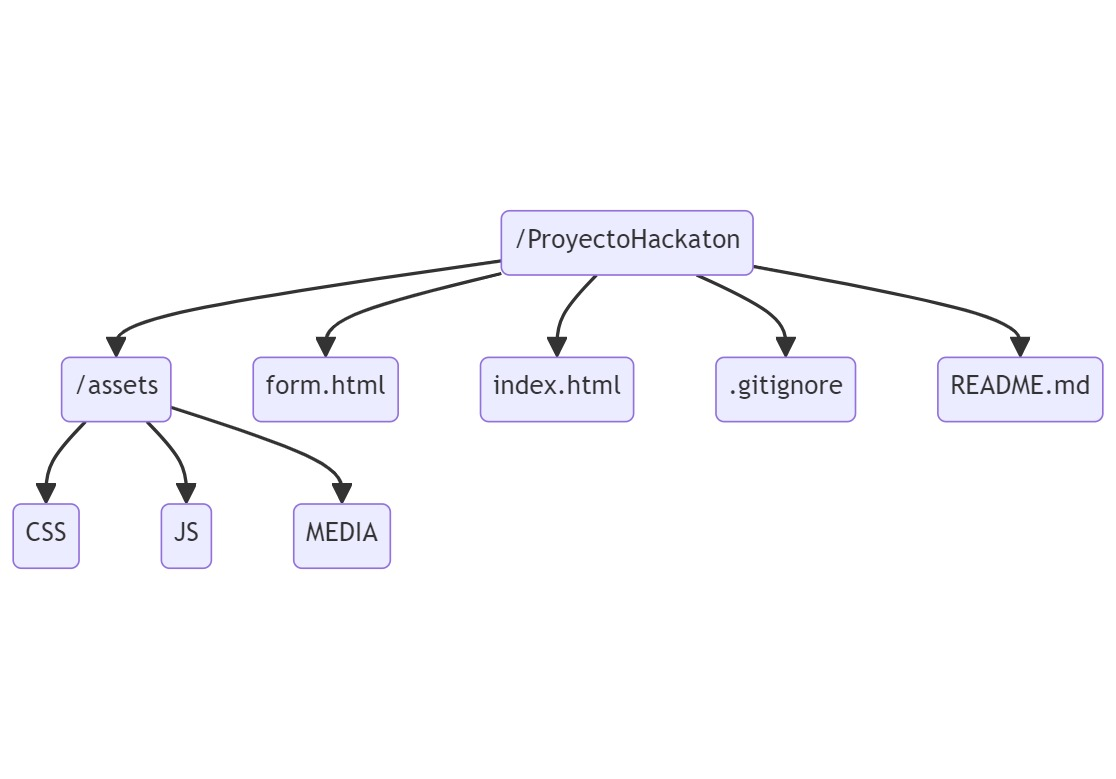 /ProyectoHackaton
/assets
form.html
index.html
.gitignore
README.md
CSS
JS
MEDIA